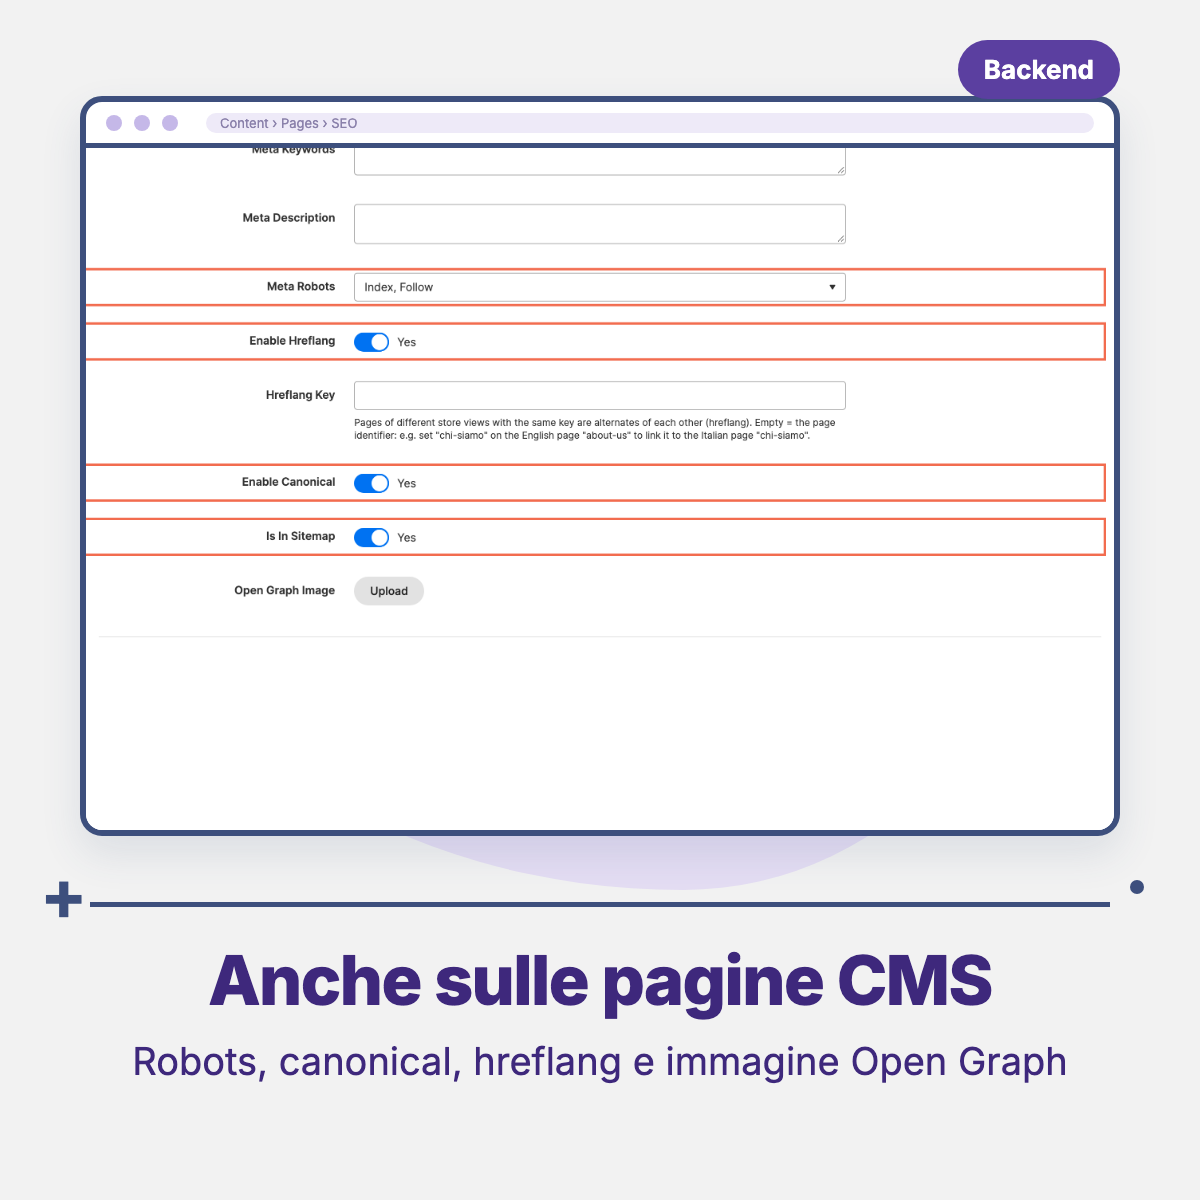 Backend
Content › Pages › SEO
Meta Keywords
Meta Description
Meta Robots
Index, Follow
Enable Hreflang
Yes
Hreflang Key
Pages of different store views with the same key are alternates of each other (hreflang). Empty = the page
identifier: e.g. set "chi-siamo" on the English page "about-us" to link it to the Italian page "chi-siamo".
Enable Canonical
Yes
Is In Sitemap
Yes
Open Graph Image
Upload
Anche sulle pagine CMS
Robots, canonical, hreflang e immagine Open Graph